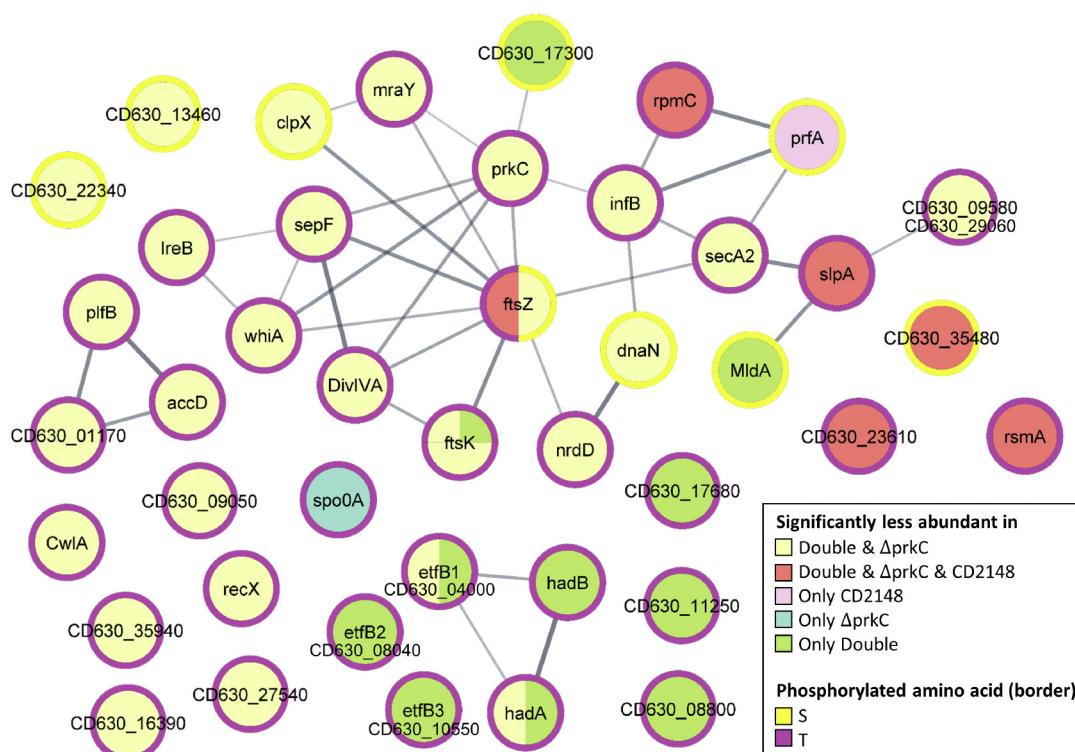 CD630_17300
mraY
rpmC
CD630_13460
clpX
prfA
prkC
CD630_22340
infB
CD630_09580
CD630_29060
sepF
IreB
secA2
slpA
plfB
ftsZ
whiA
dnaN
CD630_35480
MldA
DivIVA
accD
CD630_01170
ftsK
nrdD
CD630_23610
rsmA
CD630_09050
spo0A
CD630_17680
CwlA
etfB1
CD630_04000
hadB
recX
CD630_11250
CD630_35940
etfB2
CD630_08040
CD630_27540
CD630_16390
etfB3
CD630_10550
hadA
CD630_08800
Significantly less abundant in
Double & ΔprkC
Double & ΔprkC & CD2148
Only CD2148
Only ΔprkC
Only Double
Phosphorylated amino acid (border)
S
T